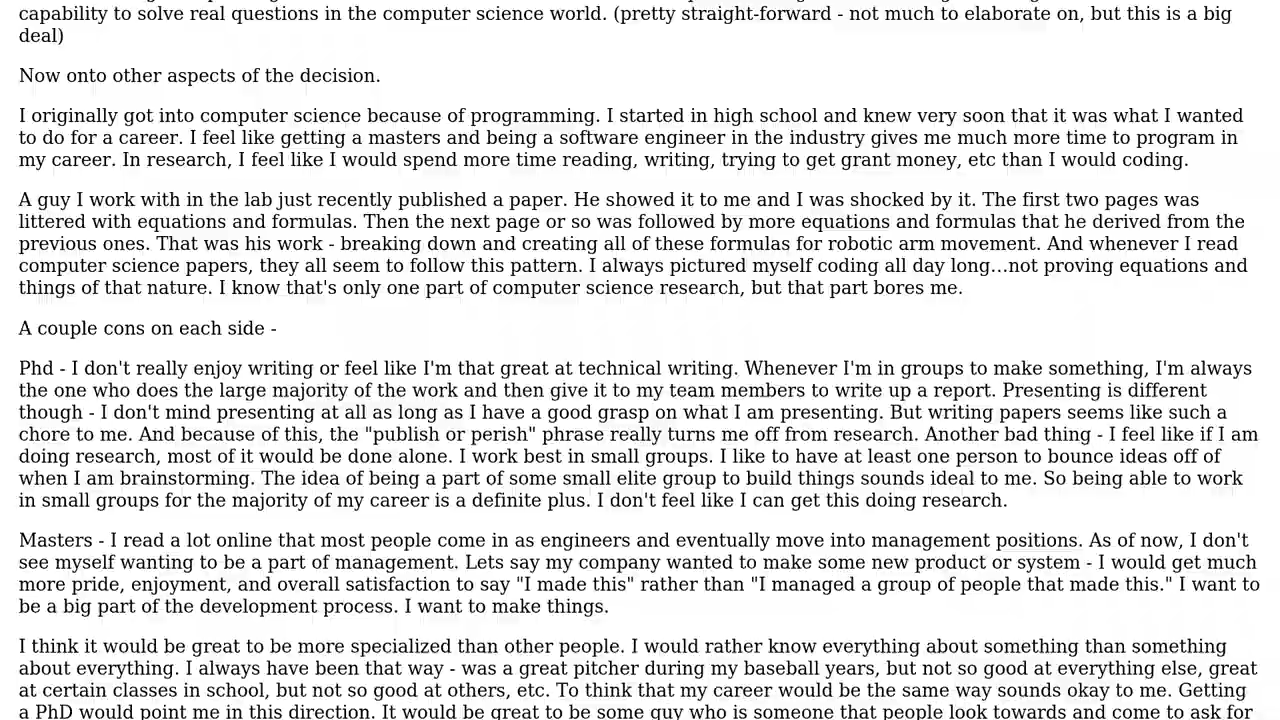 capability to solve real questions in the computer science world. (pretty straight-forward - not much to elaborate on, but this is a big
deal)
Now onto other aspects of the decision.
I originally got into computer science because of programming. I started in high school and knew very soon that it was what I wanted
to do for a career. I feel like getting a masters and being a software engineer in the industry gives me much more time to program in
my career. In research, I feel like I would spend more time reading, writing, trying to get grant money, etc than I would coding.
A guy I work with in the lab just recently published a paper. He showed it to me and I was shocked by it. The first two pages was
littered with equations and formulas. Then the next page or so was followed by more equations and formulas that he derived from the
previous ones. That was his work - breaking down and creating all of these formulas for robotic arm movement. And whenever I read
computer science papers, they all seem to follow this pattern. I always pictured myself coding all day long...not proving equations and
things of that nature. I know that's only one part of computer science research, but that part bores me.
A couple cons on each side -
Phd - I don't really enjoy writing or feel like I'm that great at technical writing. Whenever I'm in groups to make something, I'm always
the one who does the large majority of the work and then give it to my team members to write up a report. Presenting is different
though - I don't mind presenting at all as long as I have a good grasp on what I am presenting. But writing papers seems like such a
chore to me. And because of this, the "publish or perish" phrase really turns me off from research. Another bad thing - I feel like if I am
doing research, most of it would be done alone. I work best in small groups. I like to have at least one person to bounce ideas off of
when I am brainstorming. The idea of being a part of some small elite group to build things sounds ideal to me. So being able to work
in small groups for the majority of my career is a definite plus. I don't feel like I can get this doing research.
Masters - I read a lot online that most people come in as engineers and eventually move into management positions. As of now, I don't
see myself wanting to be a part of management. Lets say my company wanted to make some new product or system - I would get much
more pride, enjoyment, and overall satisfaction to say "I made this" rather than "I managed a group of people that made this." I want to
be a big part of the development process. I want to make things.
I think it would be great to be more specialized than other people. I would rather know everything about something than something
about everything. I always have been that way - was a great pitcher during my baseball years, but not so good at everything else, great
at certain classes in school, but not so good at others, etc. To think that my career would be the same way sounds okay to me. Getting
a PhD would point me in this direction. It would be great to be some guy who is someone that people look towards and come to ask for